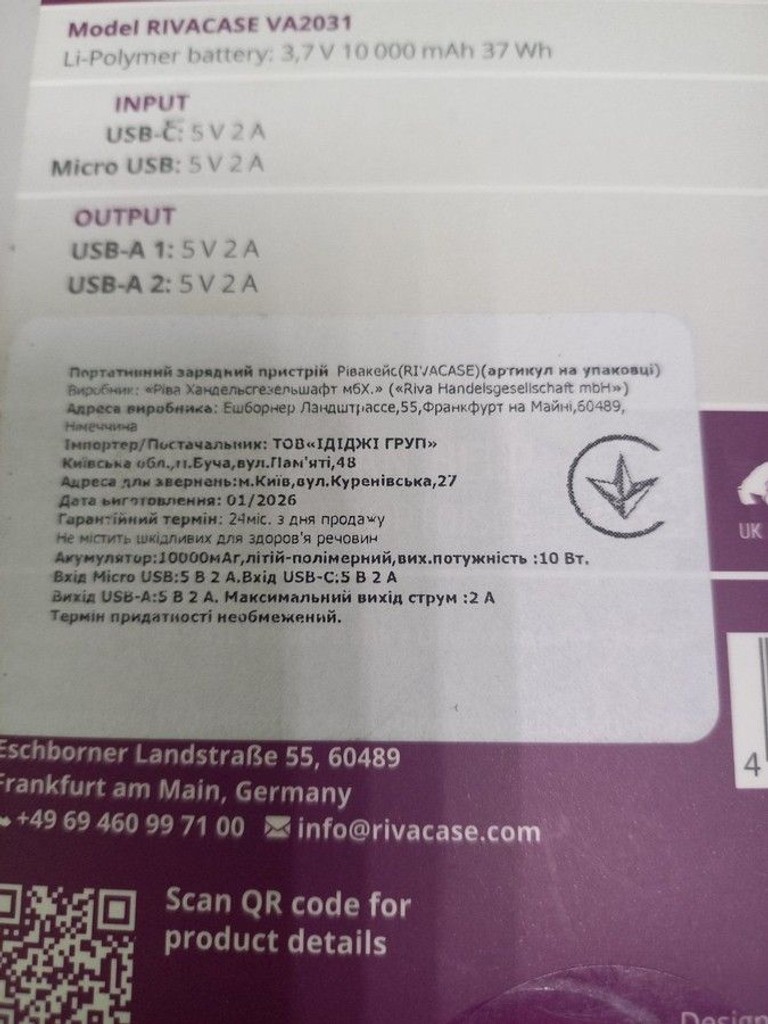 Model RIVACASE VA2031
Li-Polymer battery: 3,7 V 10 000 mAh 37 Wh
INPUT
USB-C: 5 V 2 A
Micro USB: 5 V 2 A
OUTPUT
USB-A 1: 5 V 2 A
USB-A 2: 5 V 2 A
Портативний зарядний пристрій Рівакейс(RIVACASE)(артикул на упаковці)
Виробник: «Ріва Хандельсгезельшафт мбХ.» («Riva Handelsgesellschaft mbH»)
Адреса виробника: Ешборнер Ландштрассе,55,Франкфурт на Майні,60489,
Німеччина
Імпортер/Постачальник: ТОВ«ІДІДЖІ ГРУП»
Київська обл.,м.Буча,вул.Пам'яті,48
Адреса для звернень:м.Київ,вул.Куренівська,27
Дата виготовлення: 01/2026
Гарантійний термін: 24міс. з дня продажу
Не містить шкідливих для здоров'я речовин
Акумулятор:10000мАг,літій-полімерний,вих.потужність :10 Вт.
Вхід Micro USB:5 В 2 А.Вхід USB-C:5 В 2 А
Вихід USB-A:5 В 2 А. Максимальний вихід струм :2 А
Термін придатності необмежений.
UK
4
Eschborner Landstraße 55, 60489
Frankfurt am Main, Germany
+49 69 460 99 71 00 info@rivacase.com
Scan QR code for
product details
Design